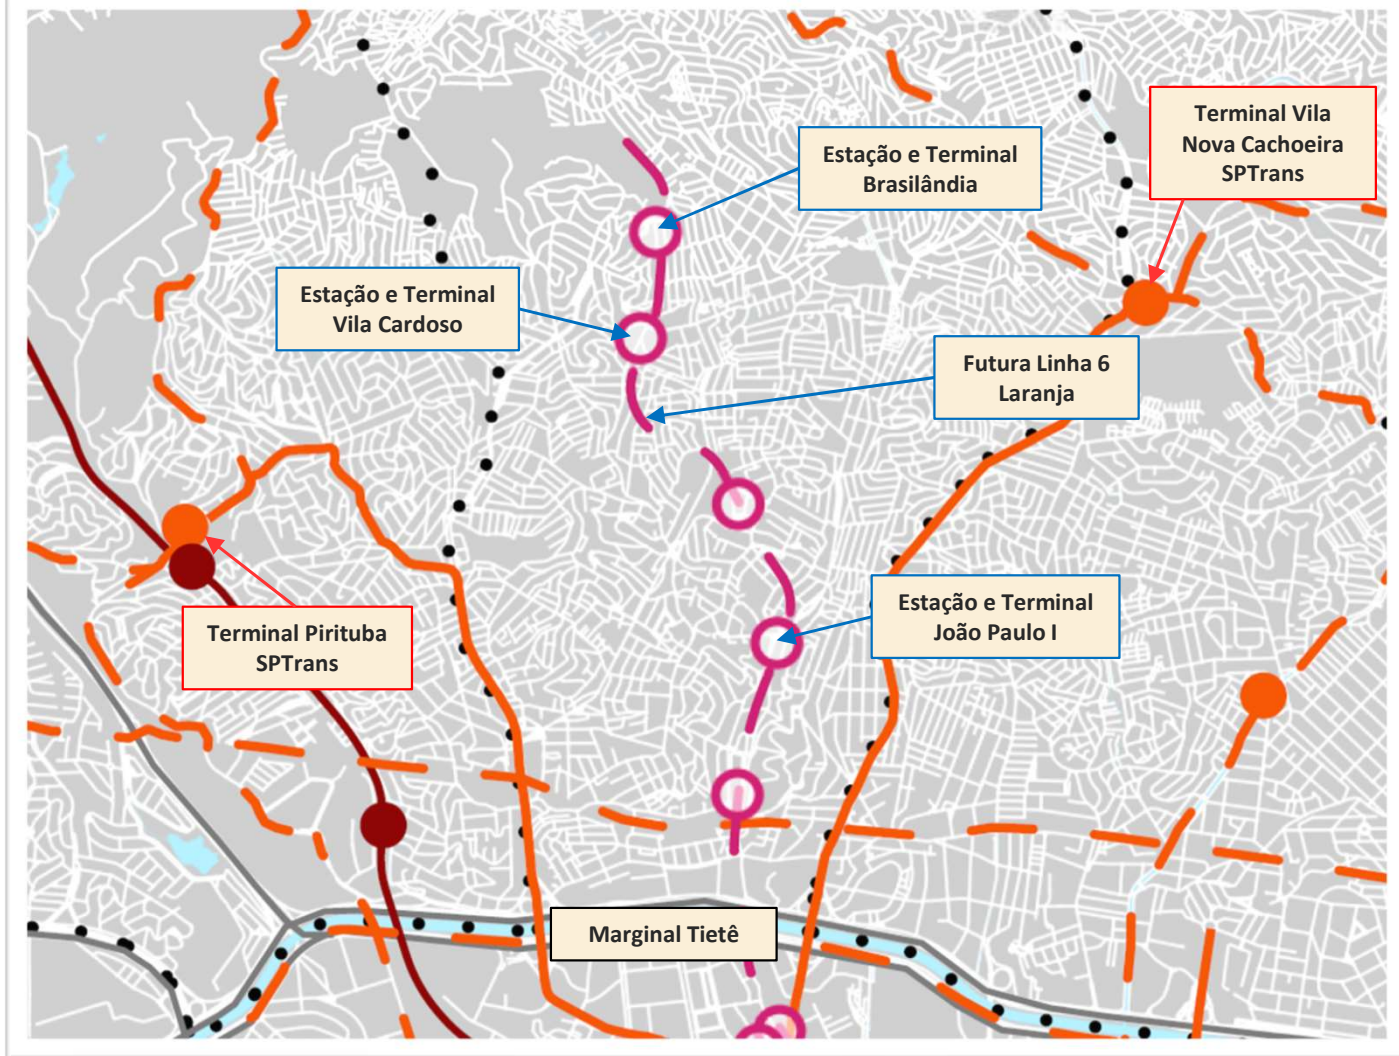 Terminal Vila
Nova Cachoeira
SPTrans
Estação e Terminal
Brasilândia
Estação e Terminal
Vila Cardoso
Futura Linha 6
Laranja
Estação e Terminal
João Paulo I
Terminal Pirituba
SPTrans
Marginal Tietê